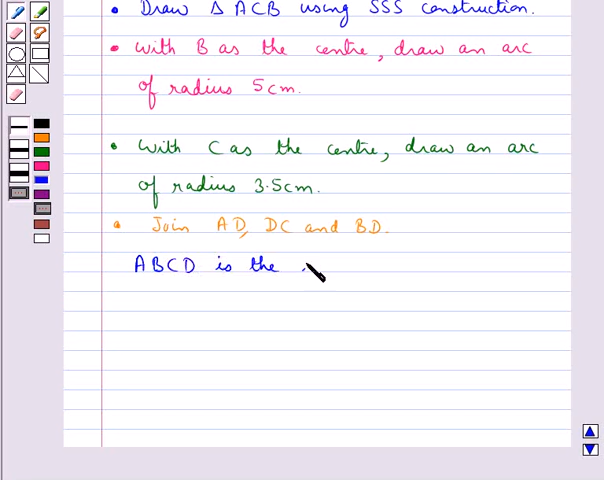 • Draw Δ ACB using SSS construction.
• With B as the centre, draw an arc
of radius 5cm.
• With C as the centre, draw an arc
of radius 3.5cm.
• Join AD, DC and BD.
ABCD is the